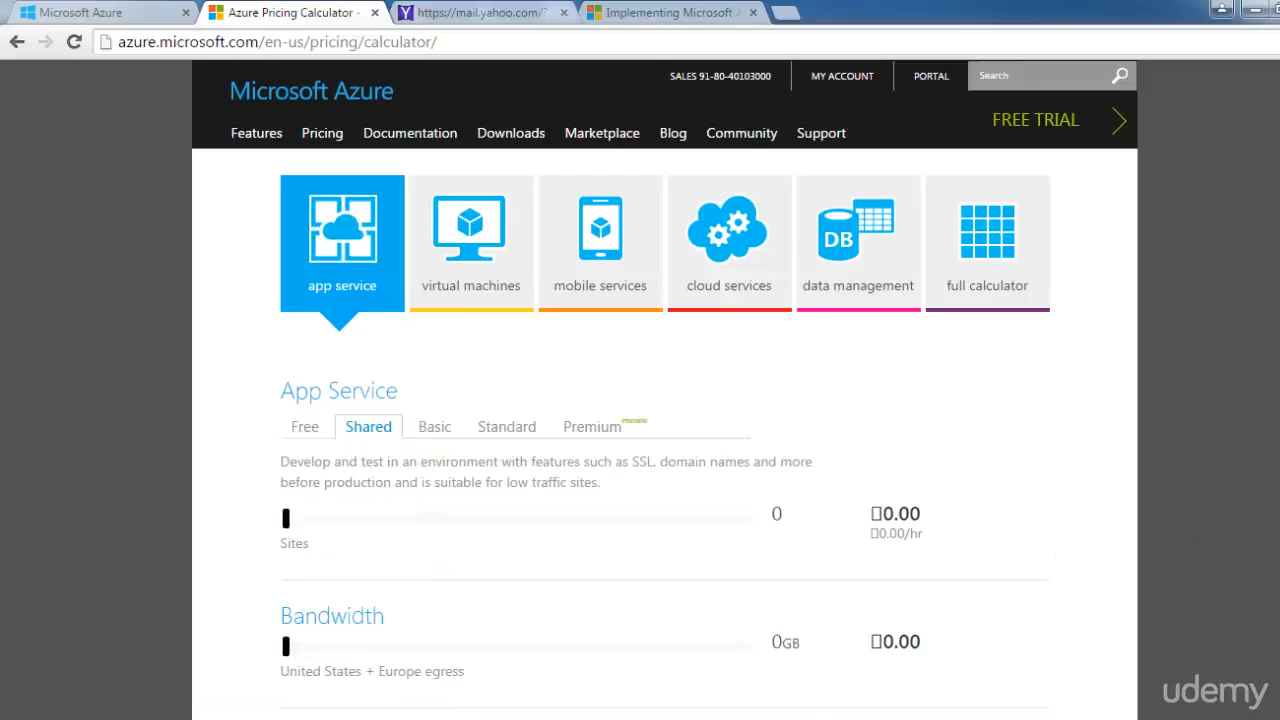 Microsoft Azure
Azure Pricing Calculator -
https://mail.yahoo.com/?
Implementing Microsoft A
azure.microsoft.com/en-us/pricing/calculator/
SALES 91-80-40103000
MY ACCOUNT
PORTAL
Search
Microsoft Azure
FREE TRIAL
Features
Pricing
Documentation
Downloads
Marketplace
Blog
Community
Support
DB
app service
virtual machines
mobile services
cloud services
data management
full calculator
App Service
Free
Shared
Basic
Standard
Premium
PREVIEW
Develop and test in an environment with features such as SSL, domain names and more
before production and is suitable for low traffic sites.
0
0.00
0.00/hr
Sites
Bandwidth
0GB
0.00
United States + Europe egress
udemy